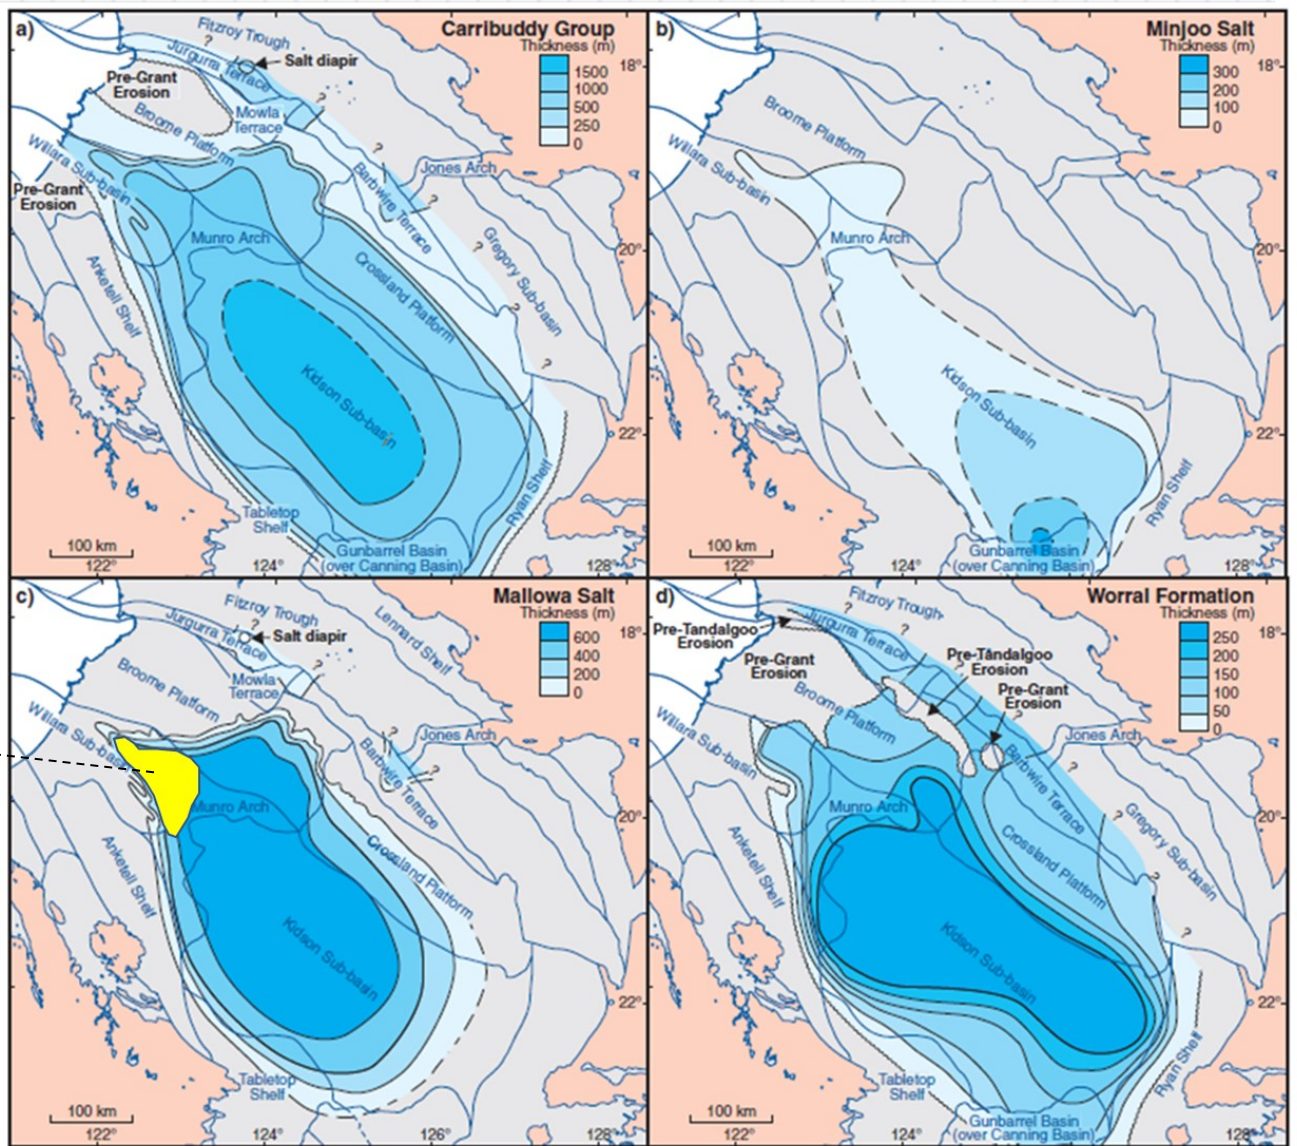 a)
Carribuddy Group
Thickness (m)
1500
1000
500
250
0
Fitzroy Trough
?
Jurgurra Terrace
Salt diapir
Pre-Grant
Erosion
?
Mowla
Terrace
Broome Platform
?
Willara Sub-basin
Jones Arch
Pre-Grant
Erosion
Barbwire Terrace
?
Munro Arch
?
Gregory Sub-basin
Anketell Shelf
Crossland Platform
?
?
Kidson Sub-basin
Ryan Shelf
Tabletop
Shelf
Gunbarrel Basin
(over Canning Basin)
100 km
122°
124°
128°
18°
20°
22°
b)
Minjoo Salt
Thickness (m)
300
200
100
0
Broome Platform
Willara Sub-basin
Munro Arch
Kidson Sub-basin
Ryan Shelf
Gunbarrel Basin
(over Canning Basin)
100 km
122°
124°
128°
18°
20°
22°
c)
Mallowa Salt
Thickness (m)
600
400
200
0
Fitzroy Trough
?
Jurgurra Terrace
Salt diapir
Lennard Shelf
?
Mowla
Terrace
Broome Platform
Willara Sub-basin
?
Jones Arch
?
Barbwire Terrace
Munro Arch
Anketell Shelf
Crossland Platform
Kidson Sub-basin
Tabletop
Shelf
100 km
122°
124°
126°
18°
20°
22°
d)
Worral Formation
Thickness (m)
250
200
150
100
50
0
Fitzroy Trough
?
Jurgurra Terrace
?
Pre-Tandalgoo
Erosion
Pre-Grant
Erosion
Pre-Tandalgoo
Erosion
?
Pre-Grant
Erosion
?
Broome Platform
Willara Sub-basin
Jones Arch
Barbwire Terrace
?
Munro Arch
?
Gregory Sub-basin
Anketell Shelf
Crossland Platform
?
?
Kidson Sub-basin
Ryan Shelf
Tabletop
Shelf
Gunbarrel Basin
(over Canning Basin)
100 km
122°
124°
128°